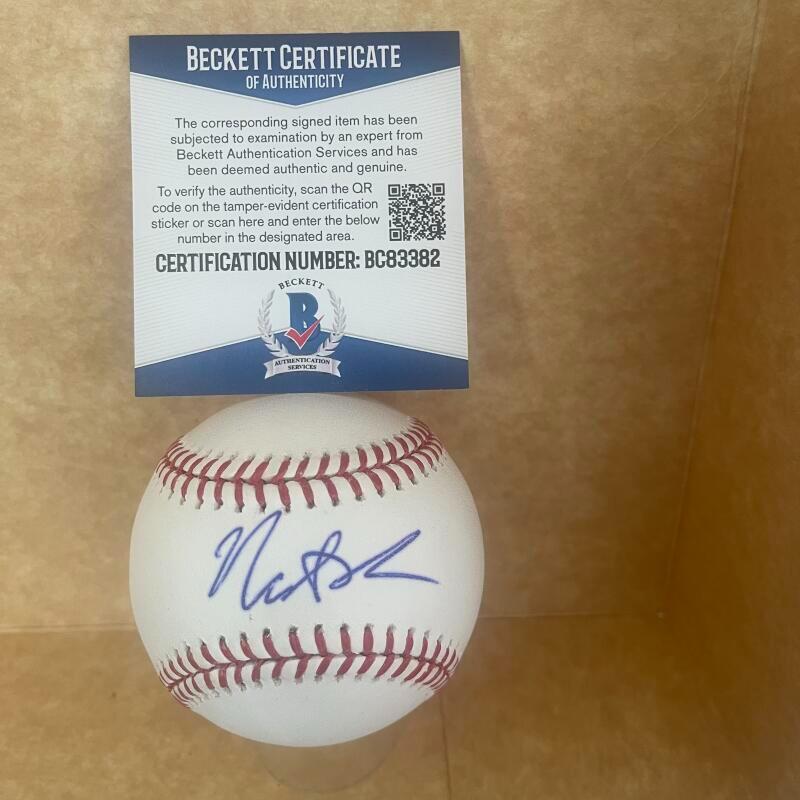 BECKETT CERTIFICATE
OF AUTHENTICITY
The corresponding signed item has been
subjected to examination by an expert from
Beckett Authentication Services and has
been deemed authentic and genuine.
To verify the authenticity, scan the QR
code on the tamper-evident certification
sticker or scan here and enter the below
number in the designated area.
CERTIFICATION NUMBER: BC83382
BECKETT
B
AUTHENTICATION
SERVICES